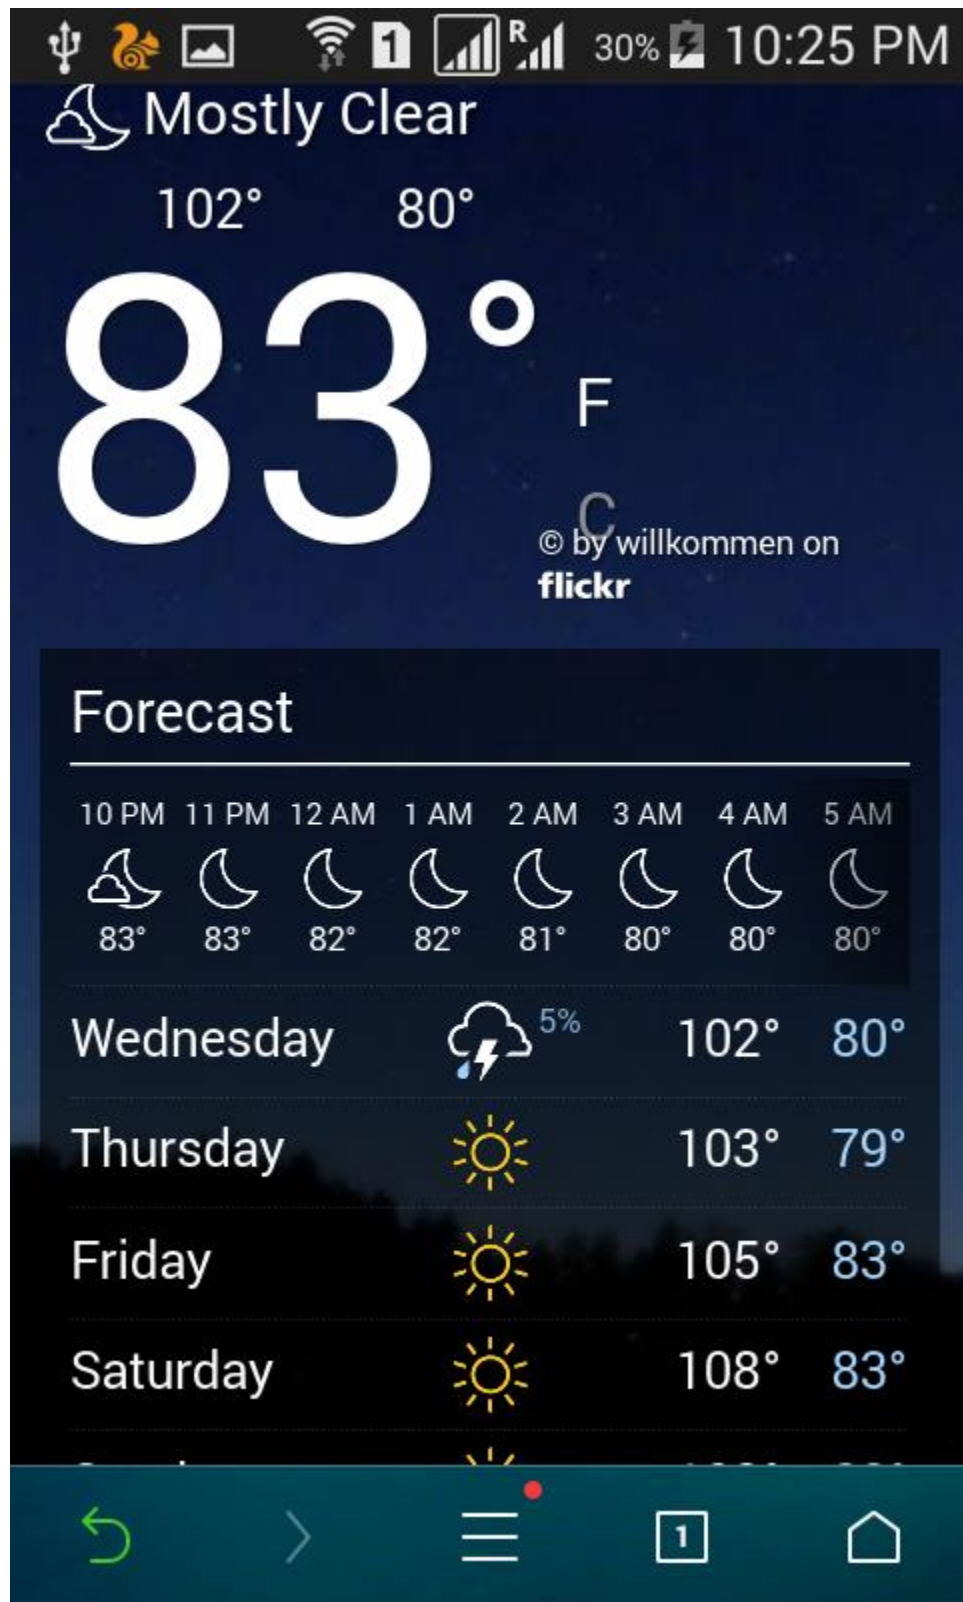 1 R 30% 10:25 PM
Mostly Clear
102° 80°
83°
F
C
© by willkommen on
flickr
Forecast
10 PM 11 PM 12 AM 1 AM 2 AM 3 AM 4 AM 5 AM
83° 83° 82° 82° 81° 80° 80° 80°
Wednesday 5% 102° 80°
Thursday 103° 79°
Friday 105° 83°
Saturday 108° 83°
1